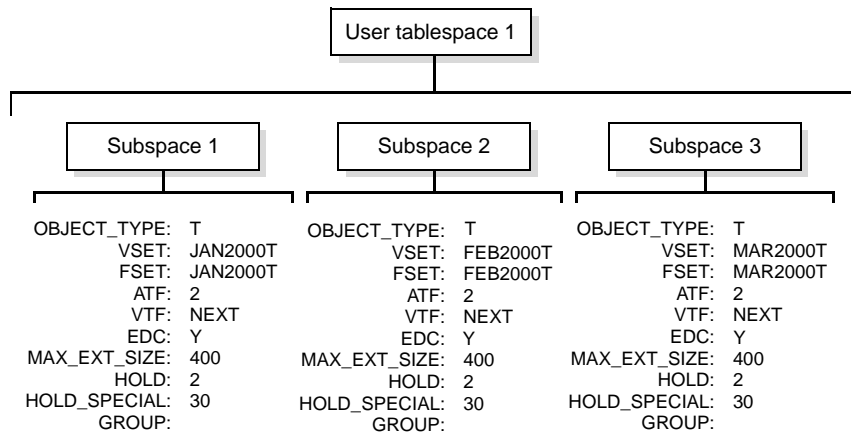 User tablespace 1
Subspace 1
OBJECT_TYPE: T
VSET: JAN2000T
FSET: JAN2000T
ATF: 2
VTF: NEXT
EDC: Y
MAX_EXT_SIZE: 400
HOLD: 2
HOLD_SPECIAL: 30
GROUP:
Subspace 2
OBJECT_TYPE: T
VSET: FEB2000T
FSET: FEB2000T
ATF: 2
VTF: NEXT
EDC: Y
MAX_EXT_SIZE: 400
HOLD: 2
HOLD_SPECIAL: 30
GROUP:
Subspace 3
OBJECT_TYPE: T
VSET: MAR2000T
FSET: MAR2000T
ATF: 2
VTF: NEXT
EDC: Y
MAX_EXT_SIZE: 400
HOLD: 2
HOLD_SPECIAL: 30
GROUP: